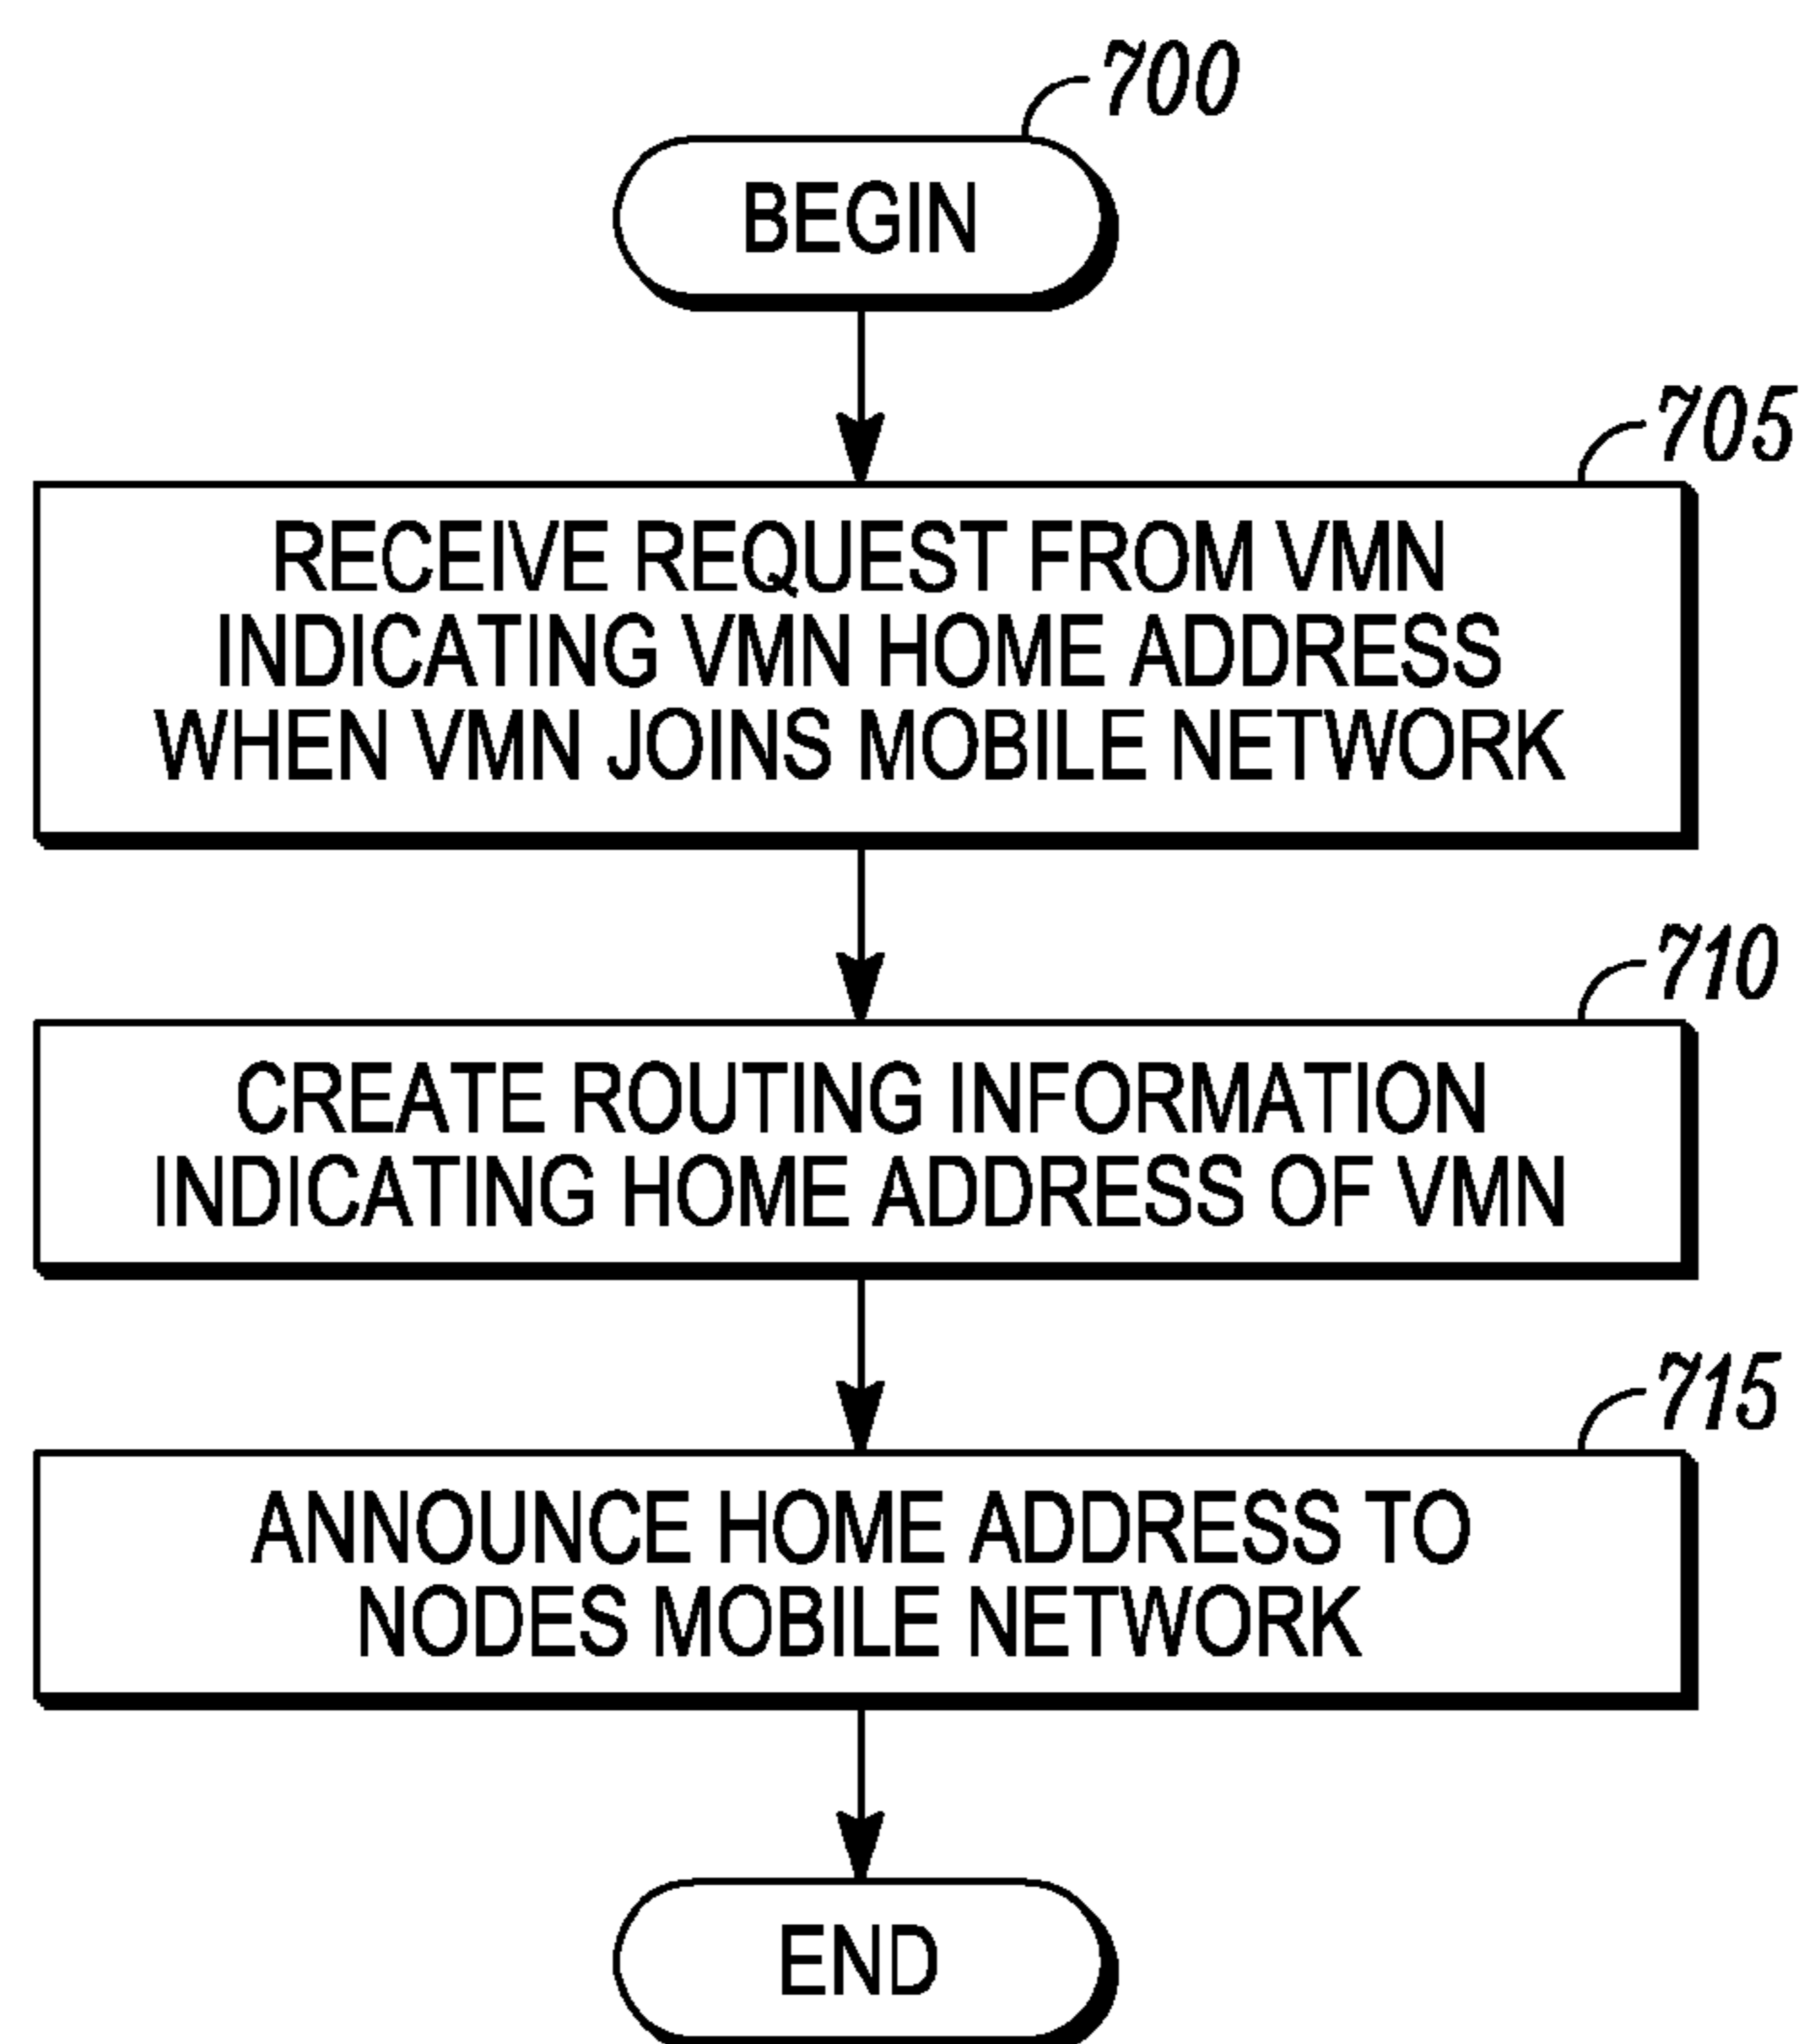 700
BEGIN
705
RECEIVE REQUEST FROM VMN
INDICATING VMN HOME ADDRESS
WHEN VMN JOINS MOBILE NETWORK
710
CREATE ROUTING INFORMATION
INDICATING HOME ADDRESS OF VMN
715
ANNOUNCE HOME ADDRESS TO
NODES MOBILE NETWORK
END